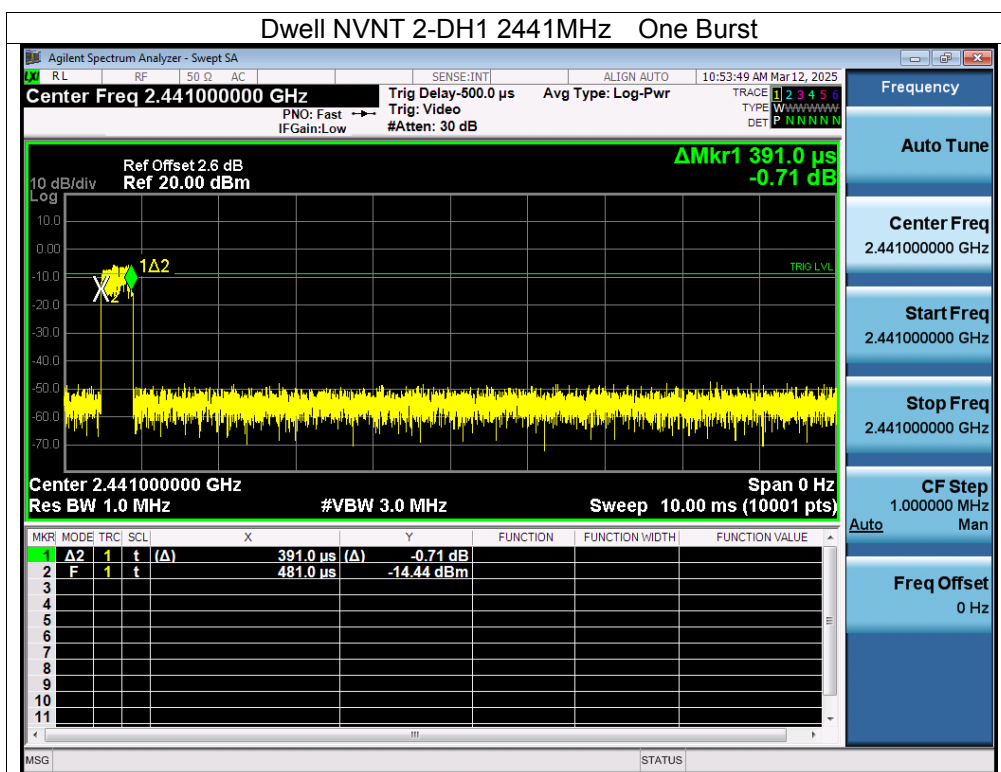 Dwell NVNT 2-DH1 2441MHz One Burst
Agilent Spectrum Analyzer - Swept SA
LXI RL RF 50 Ω AC SENSE:INT ALIGN AUTO 10:53:49 AM Mar 12, 2025
Center Freq 2.441000000 GHz
PNO: Fast
IFGain:Low
Trig Delay-500.0 µs
Trig: Video
#Atten: 30 dB
Avg Type: Log-Pwr
TRACE 1 2 3 4 5 6
TYPE WWWWWWW
DET P N N N N N
Frequency
Auto Tune
Center Freq
2.441000000 GHz
Start Freq
2.441000000 GHz
Stop Freq
2.441000000 GHz
CF Step
1.000000 MHz
Auto Man
Freq Offset
0 Hz
ΔMkr1 391.0 µs
-0.71 dB
Ref Offset 2.6 dB
10 dB/div Ref 20.00 dBm
Log
10.0
0.00
-10.0
-20.0
-30.0
-40.0
-50.0
-60.0
-70.0
1Δ2
X2
TRIG LVL
Center 2.441000000 GHz Span 0 Hz
Res BW 1.0 MHz #VBW 3.0 MHz Sweep 10.00 ms (10001 pts)
MKR MODE TRC SCL X Y FUNCTION FUNCTION WIDTH FUNCTION VALUE
1 Δ2 1 t (Δ) 391.0 µs (Δ) -0.71 dB
2 F 1 t 481.0 µs -14.44 dBm
3
4
5
6
7
8
9
10
11
MSG STATUS